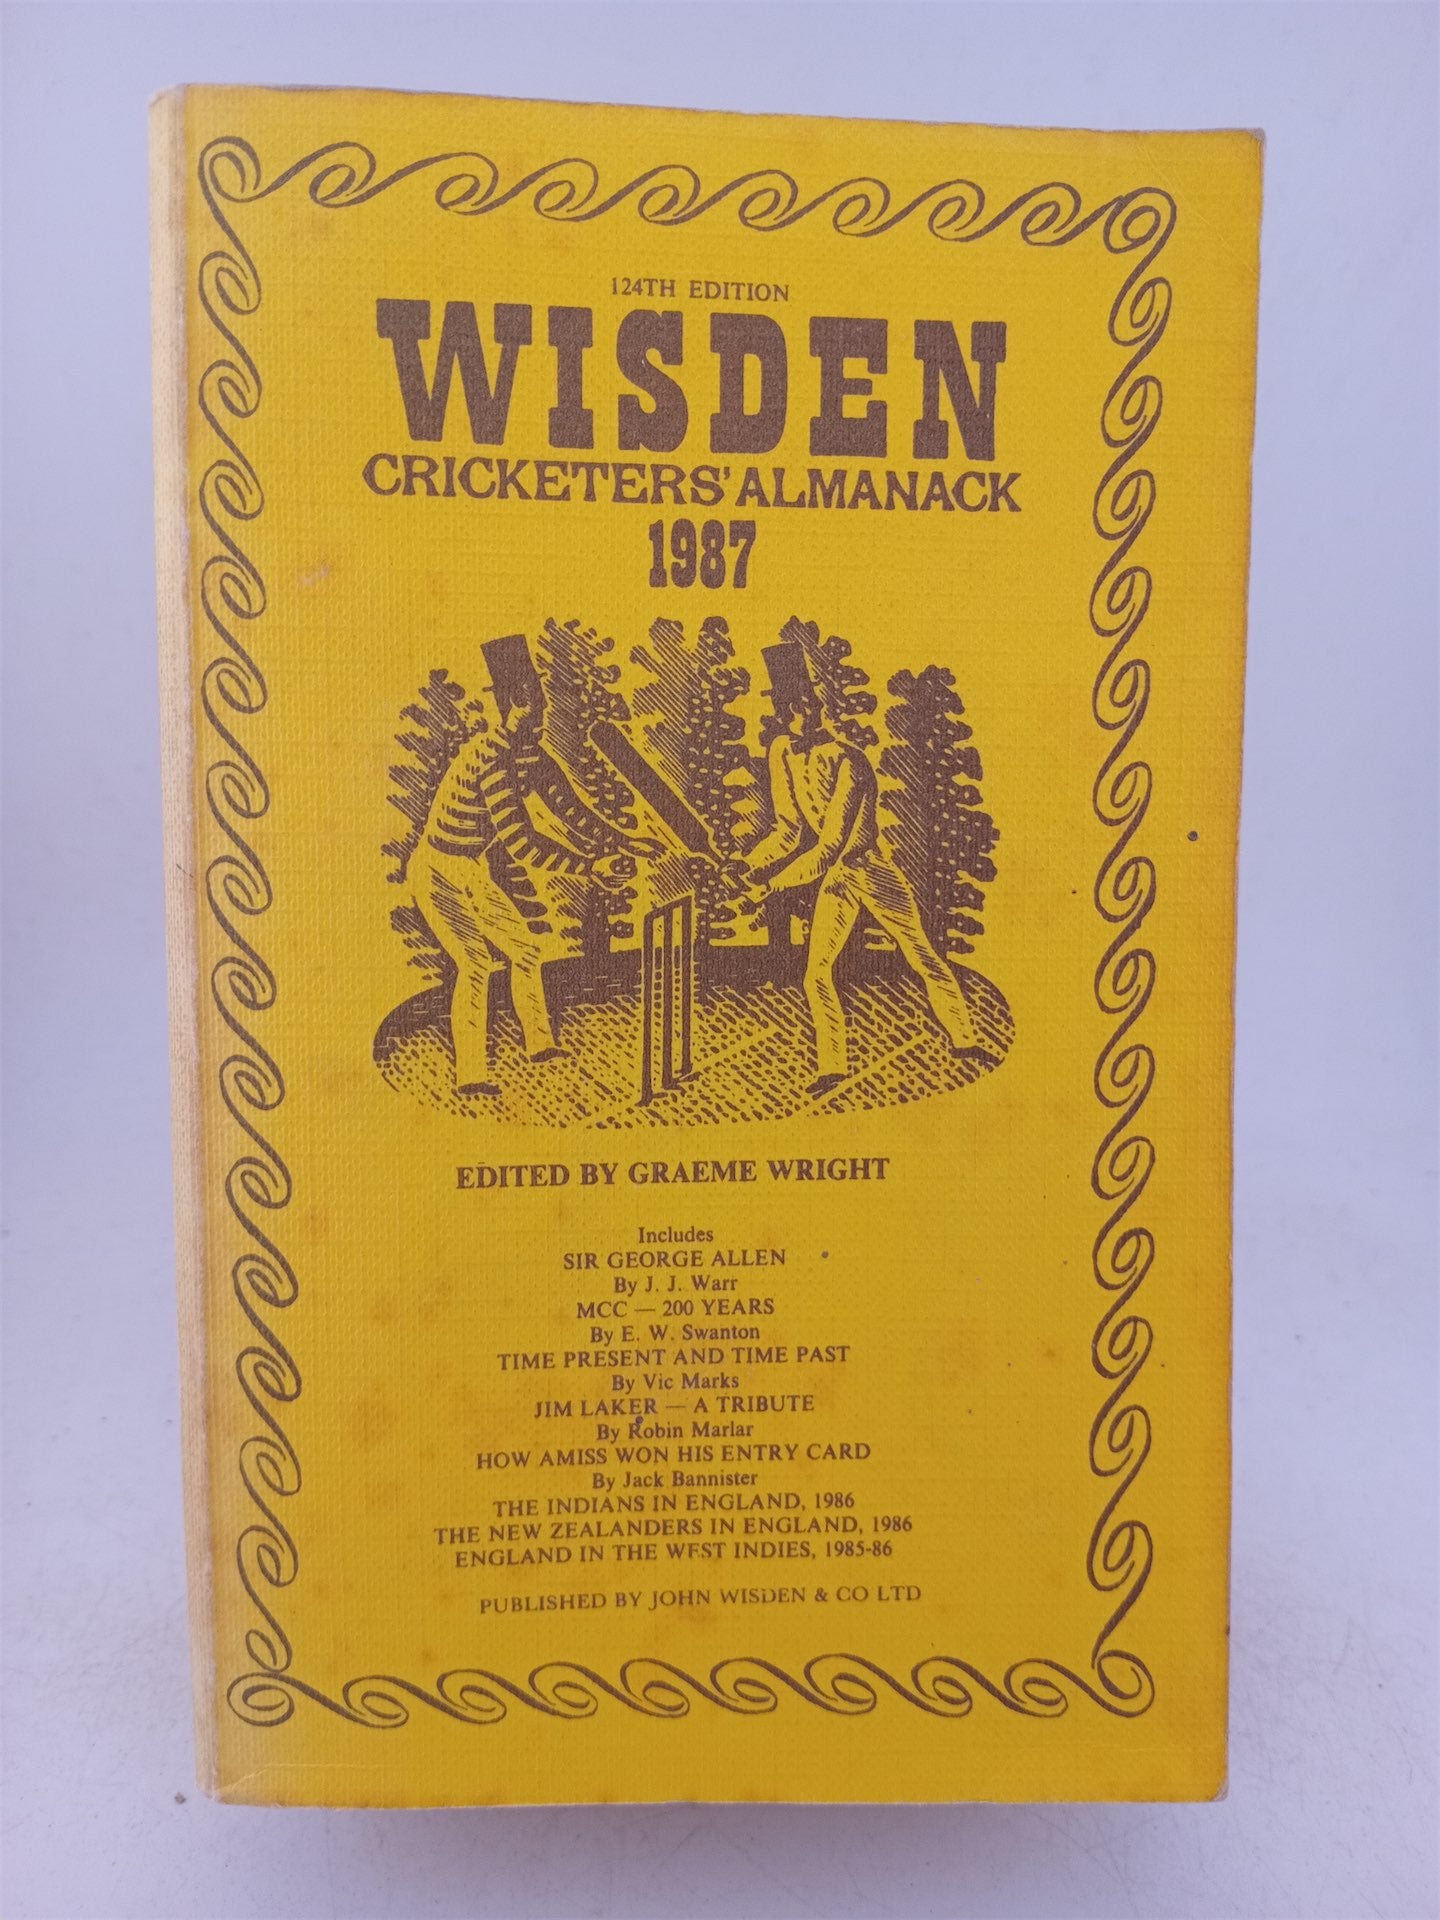 124TH EDITION
WISDEN
CRICKETERS' ALMANACK
1987
EDITED BY GRAEME WRIGHT
Includes
SIR GEORGE ALLEN
By J. J. Warr
MCC — 200 YEARS
By E. W. Swanton
TIME PRESENT AND TIME PAST
By Vic Marks
JIM LAKER — A TRIBUTE
By Robin Marlar
HOW AMISS WON HIS ENTRY CARD
By Jack Bannister
THE INDIANS IN ENGLAND, 1986
THE NEW ZEALANDERS IN ENGLAND, 1986
ENGLAND IN THE WEST INDIES, 1985-86
PUBLISHED BY JOHN WISDEN & CO LTD